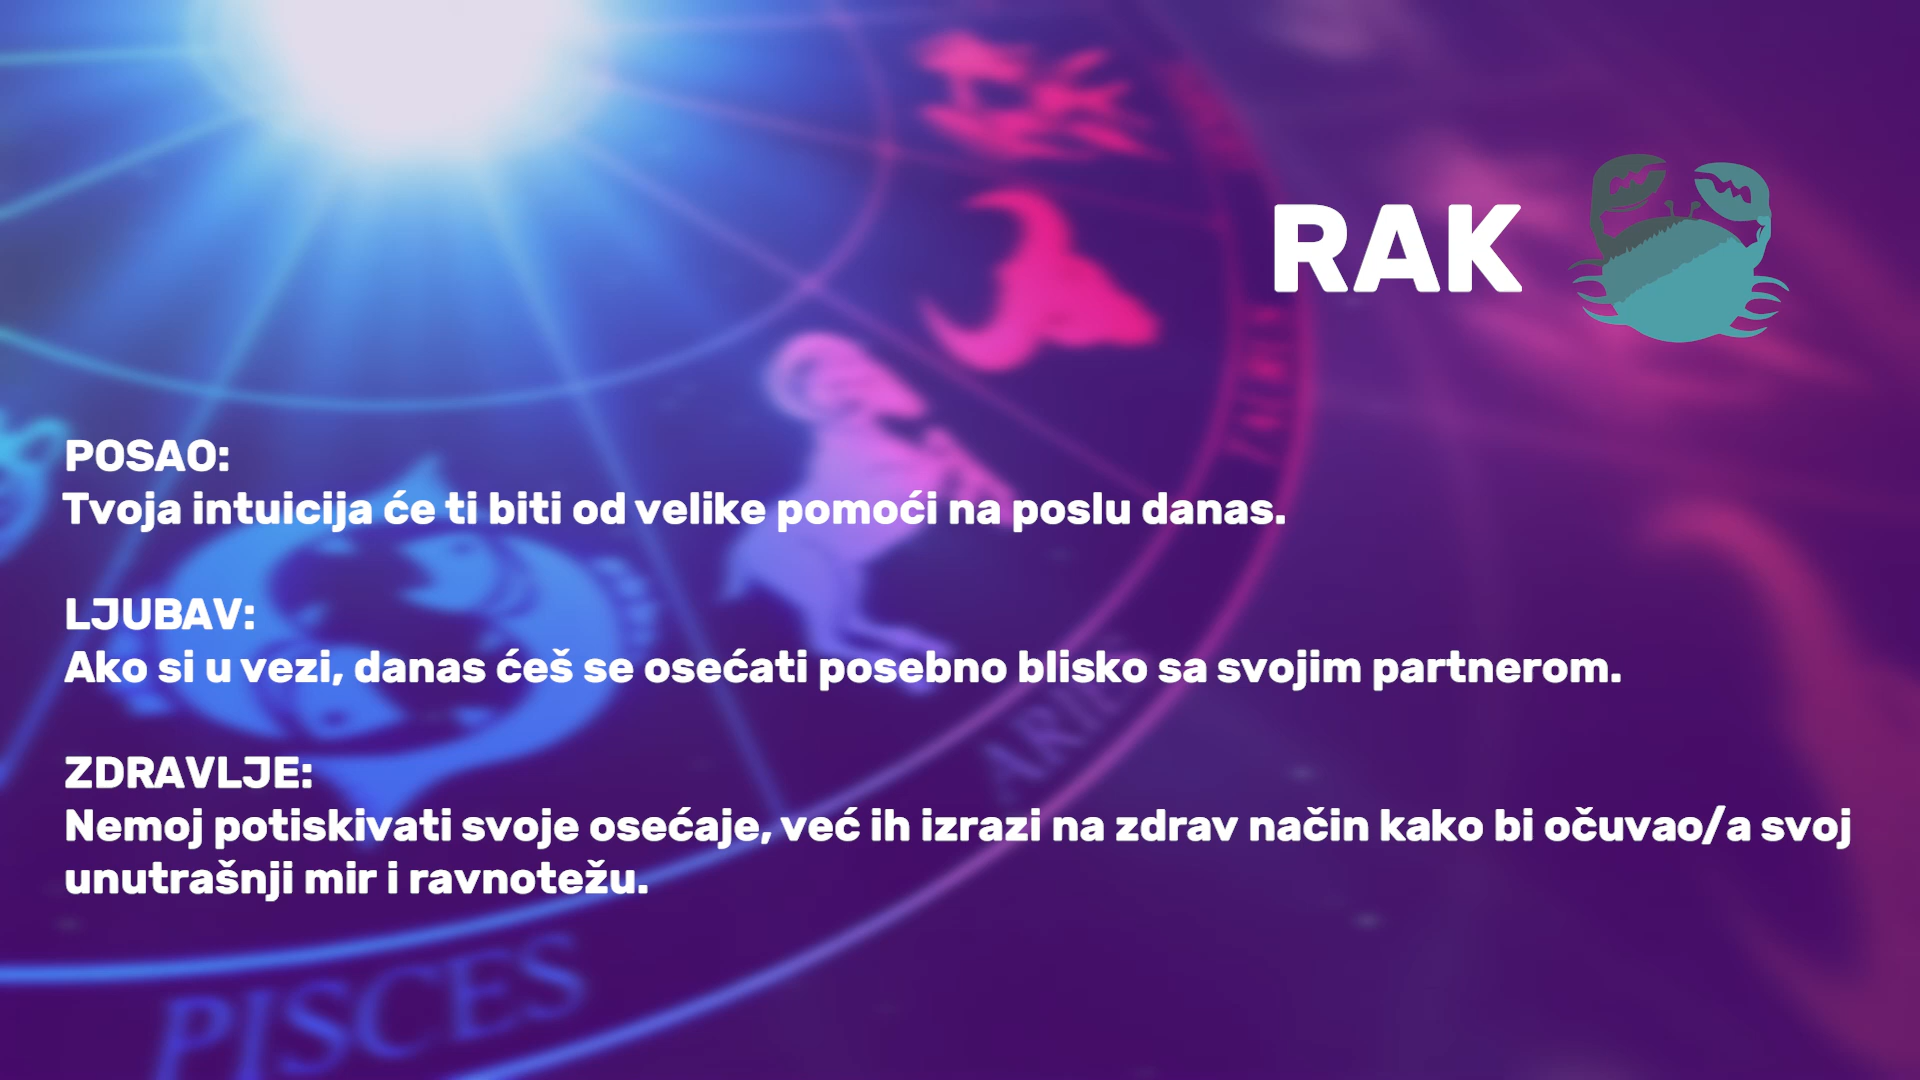 RAK
POSAO:
Tvoja intuicija će ti biti od velike pomoći na poslu danas.
LJUBAV:
Ako si u vezi, danas ćeš se osećati posebno blisko sa svojim partnerom.
ZDRAVLJE:
Nemoj potiskivati svoje osećaje, već ih izrazi na zdrav način kako bi očuvao/a svoj
unutrašnji mir i ravnotežu.
ARIES
PISCES